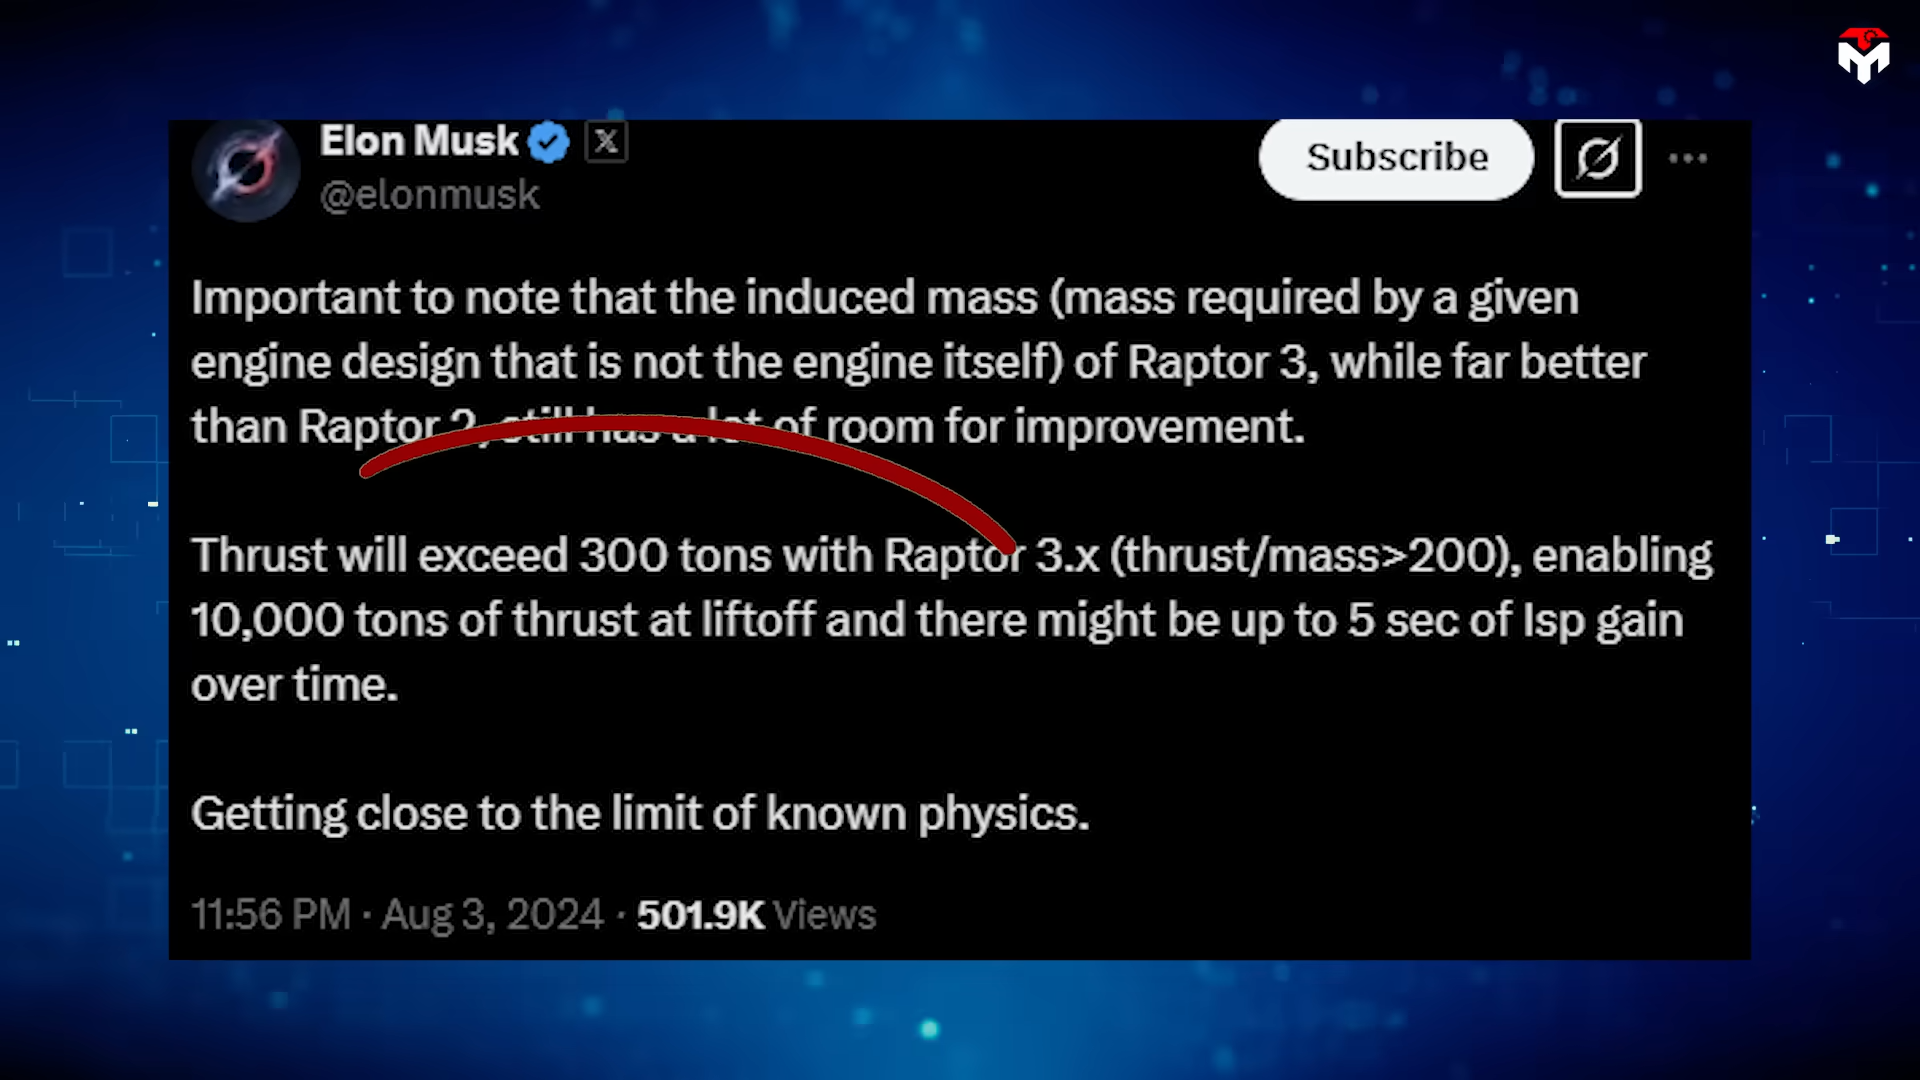 Elon Musk
@elonmusk
Subscribe
Important to note that the induced mass (mass required by a given
engine design that is not the engine itself) of Raptor 3, while far better
than Raptor 2, still has a lot of room for improvement.
Thrust will exceed 300 tons with Raptor 3.x (thrust/mass>200), enabling
10,000 tons of thrust at liftoff and there might be up to 5 sec of Isp gain
over time.
Getting close to the limit of known physics.
11:56 PM · Aug 3, 2024 · 501.9K Views